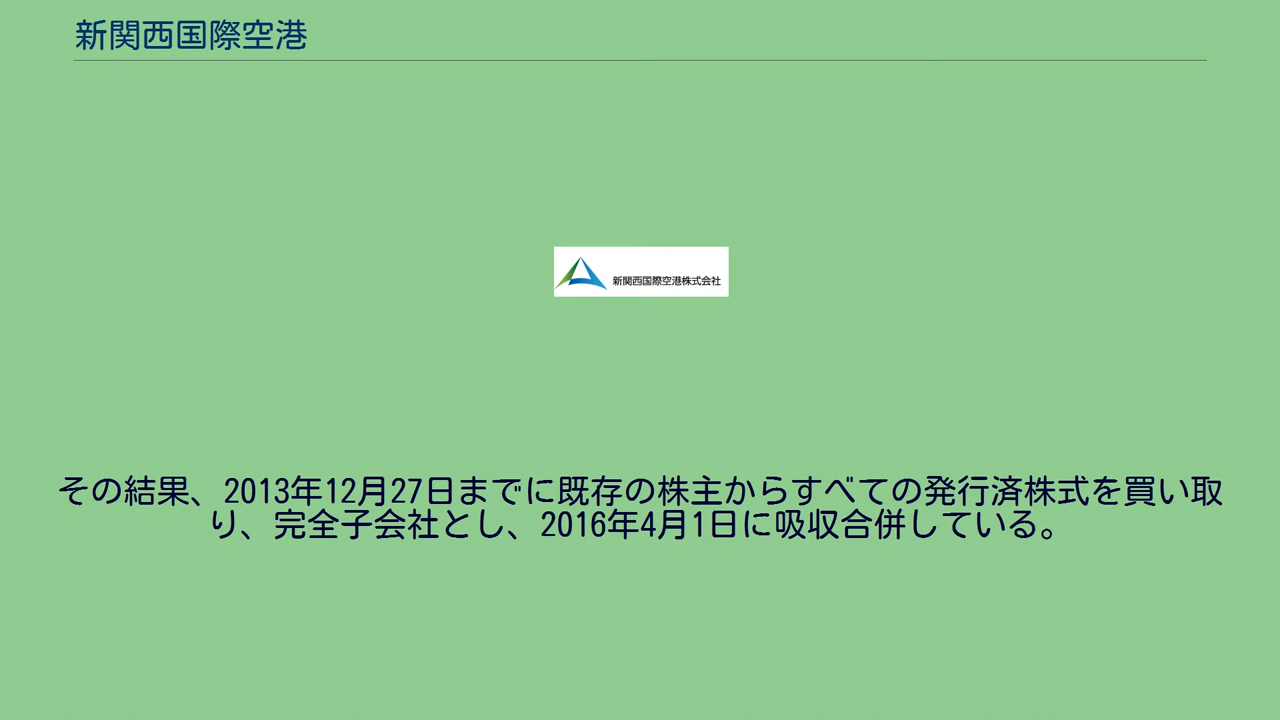 新関西国際空港
新関西国際空港株式会社
その結果、2013年12月27日までに既存の株主からすべての発行済株式を買い取
り、完全子会社とし、2016年4月1日に吸収合併している。